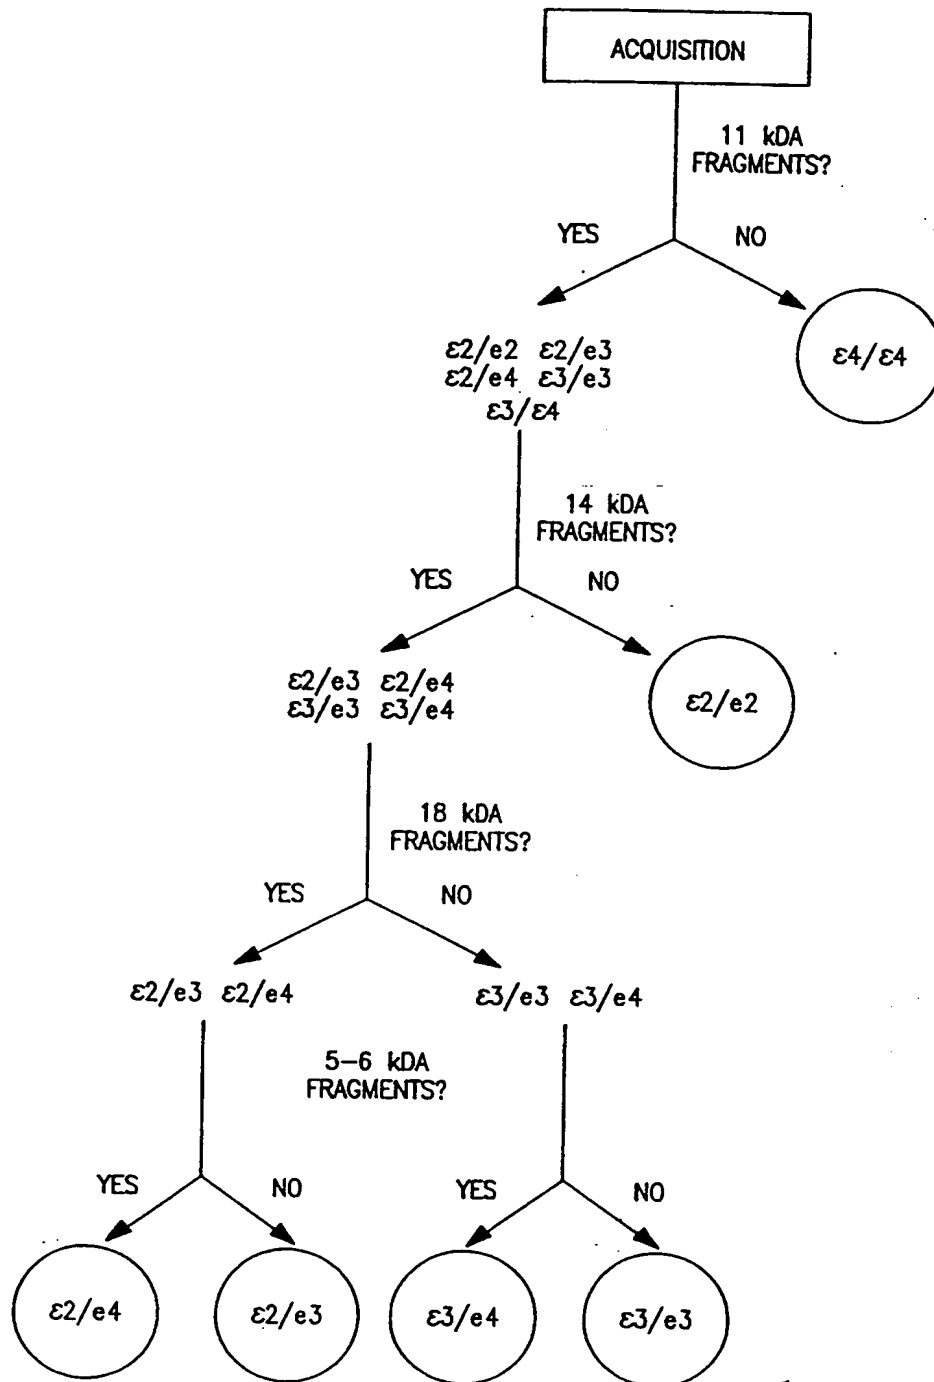 ACQUISITION
11 kDA
FRAGMENTS?
YES NO
ε4/ε4
ε2/e2 ε2/e3
ε2/e4 ε3/e3
ε3/ε4
14 kDA
FRAGMENTS?
YES NO
ε2/e3 ε2/e4
ε3/e3 ε3/e4
ε2/e2
18 kDA
FRAGMENTS?
YES NO
ε2/e3 ε2/e4
ε3/e3 ε3/e4
5-6 kDA
FRAGMENTS?
YES NO
YES NO
ε2/e4
ε2/e3
ε3/e4
ε3/e3